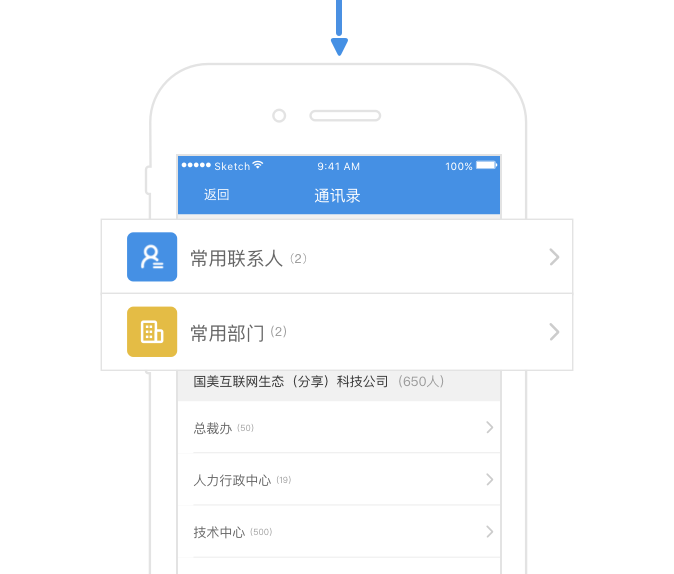 Sketch 9:41 AM 100%
返回 通讯录
常用联系人 (2)
常用部门 (2)
国美互联网生态（分享）科技公司 （650人）
总裁办 (50)
人力行政中心 (19)
技术中心 (500)